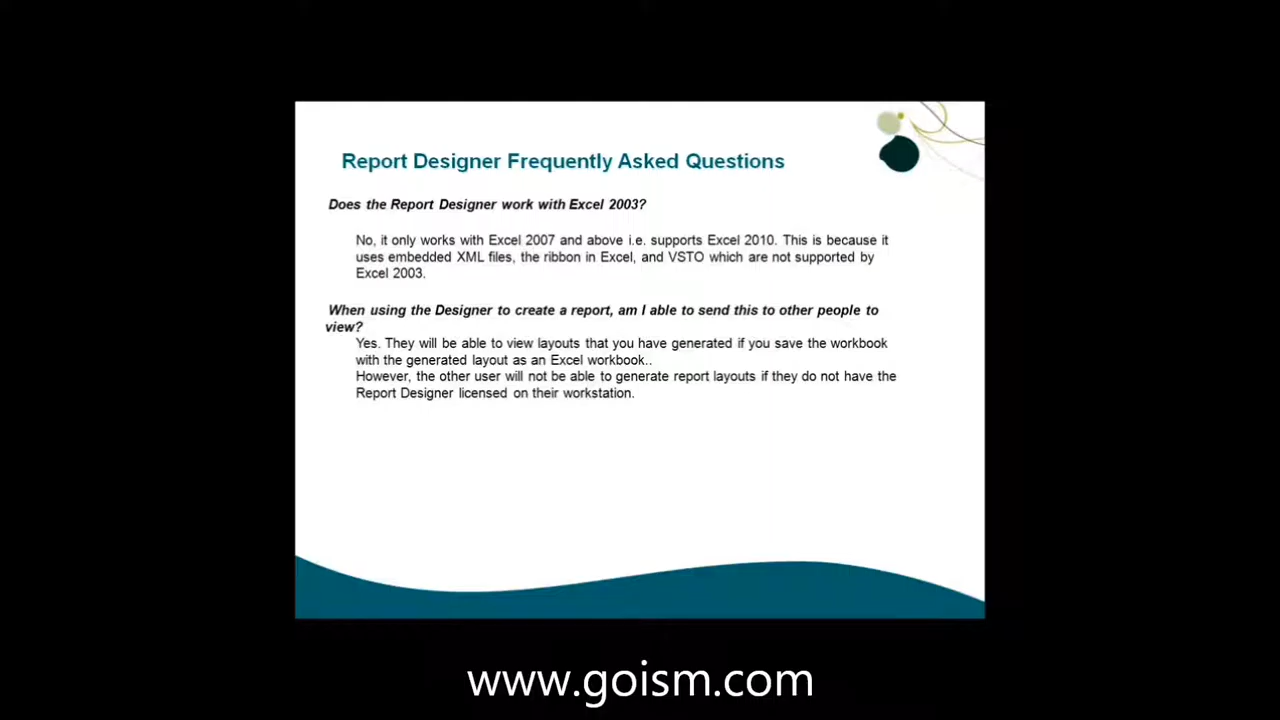 Report Designer Frequently Asked Questions
Does the Report Designer work with Excel 2003?
No, it only works with Excel 2007 and above i.e. supports Excel 2010. This is because it
uses embedded XML files, the ribbon in Excel, and VSTO which are not supported by
Excel 2003.
When using the Designer to create a report, am I able to send this to other people to
view?
Yes. They will be able to view layouts that you have generated if you save the workbook
with the generated layout as an Excel workbook..
However, the other user will not be able to generate report layouts if they do not have the
Report Designer licensed on their workstation.
www.goism.com